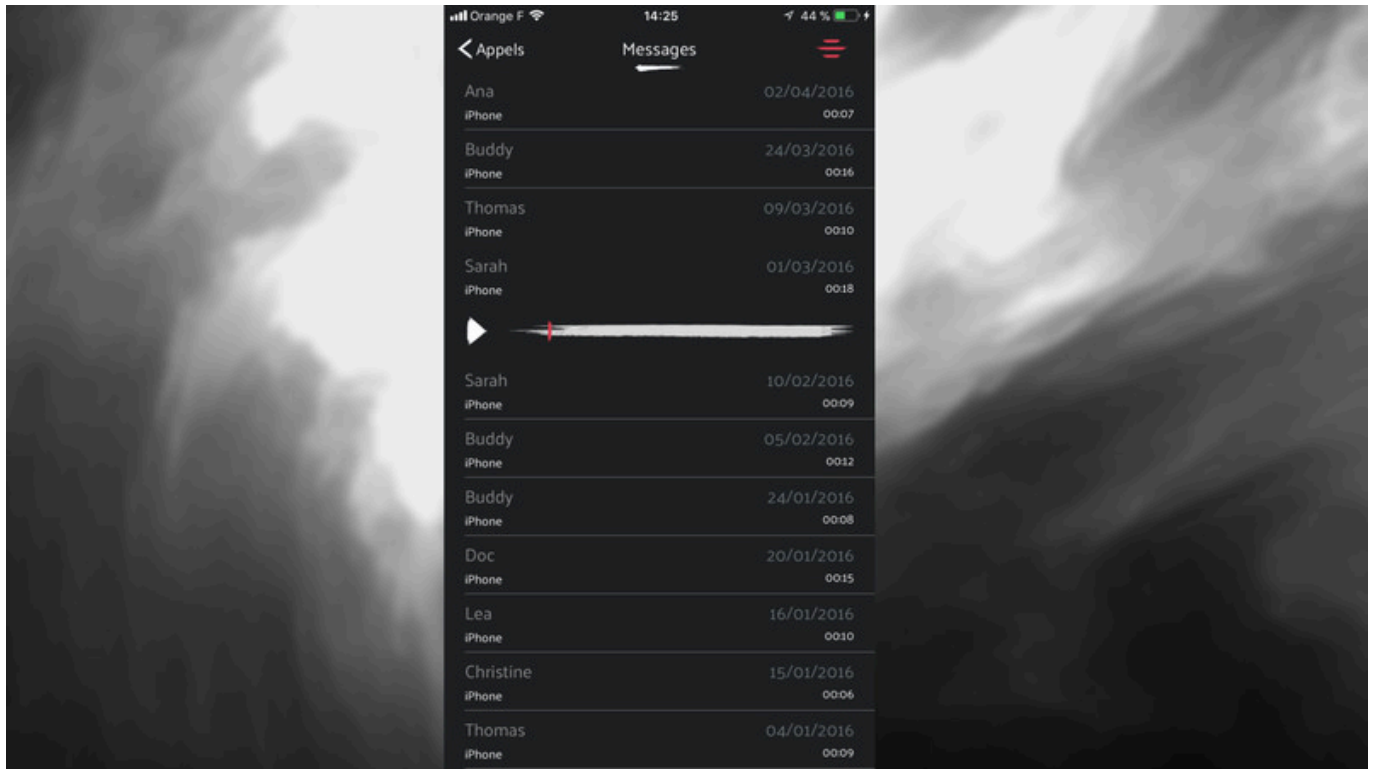 Orange F 14:25 44 %
Appels Messages
Ana 02/04/2016
iPhone 00:07
Buddy 24/03/2016
iPhone 00:16
Thomas 09/03/2016
iPhone 00:10
Sarah 01/03/2016
iPhone 00:18
Sarah 10/02/2016
iPhone 00:09
Buddy 05/02/2016
iPhone 00:12
Buddy 24/01/2016
iPhone 00:08
Doc 20/01/2016
iPhone 00:15
Lea 16/01/2016
iPhone 00:10
Christine 15/01/2016
iPhone 00:06
Thomas 04/01/2016
iPhone 00:09